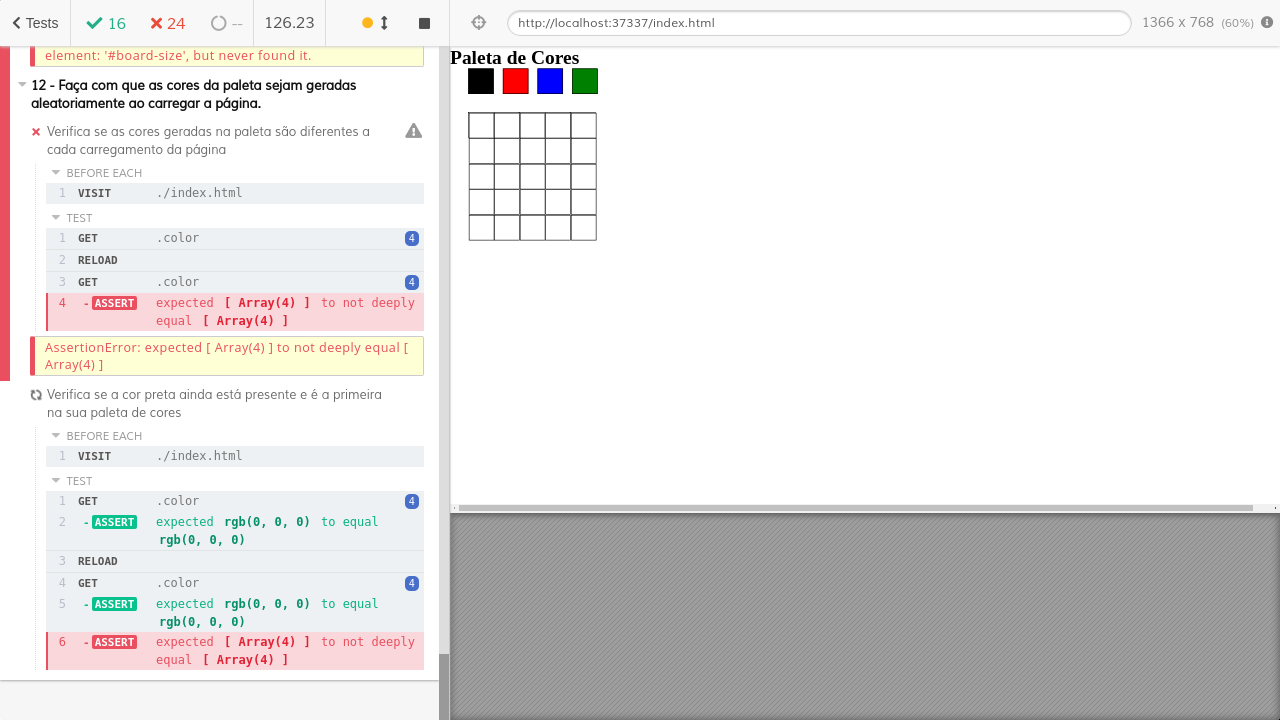 Tests
16
24
--
126.23
http://localhost:37337/index.html
1366 x 768 (60%)
element: '#board-size', but never found it.
12 - Faça com que as cores da paleta sejam geradas
aleatoriamente ao carregar a página.
Verifica se as cores geradas na paleta são diferentes a
cada carregamento da página
BEFORE EACH
1 VISIT ./index.html
TEST
1 GET .color 4
2 RELOAD
3 GET .color 4
4 -ASSERT expected [ Array(4) ] to not deeply
equal [ Array(4) ]
AssertionError: expected [ Array(4) ] to not deeply equal [
Array(4) ]
Verifica se a cor preta ainda está presente e é a primeira
na sua paleta de cores
BEFORE EACH
1 VISIT ./index.html
TEST
1 GET .color 4
2 -ASSERT expected rgb(0, 0, 0) to equal
rgb(0, 0, 0)
3 RELOAD
4 GET .color 4
5 -ASSERT expected rgb(0, 0, 0) to equal
rgb(0, 0, 0)
6 -ASSERT expected [ Array(4) ] to not deeply
equal [ Array(4) ]
Paleta de Cores